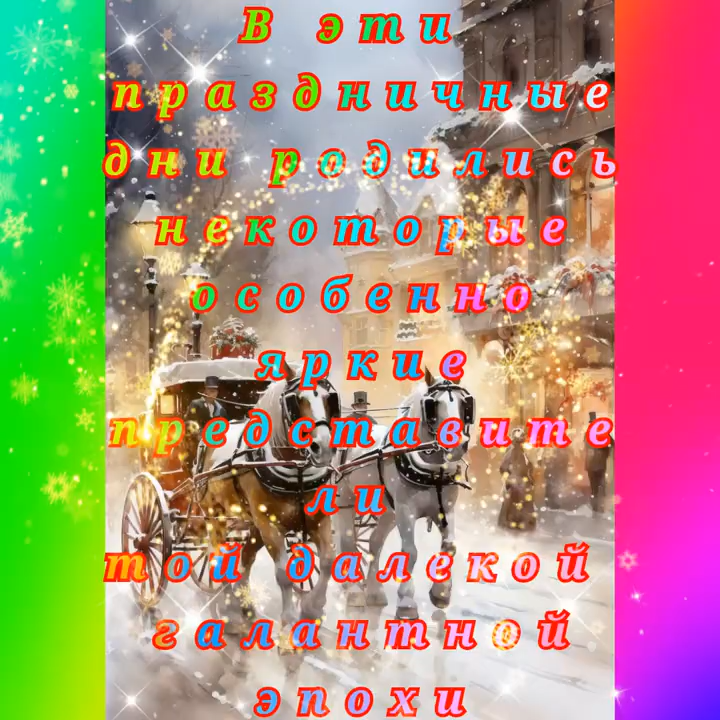 В эти
праздничные
дни родились
некоторые
особенно
яркие
представите
ли
той далекой
галантной
эпохи